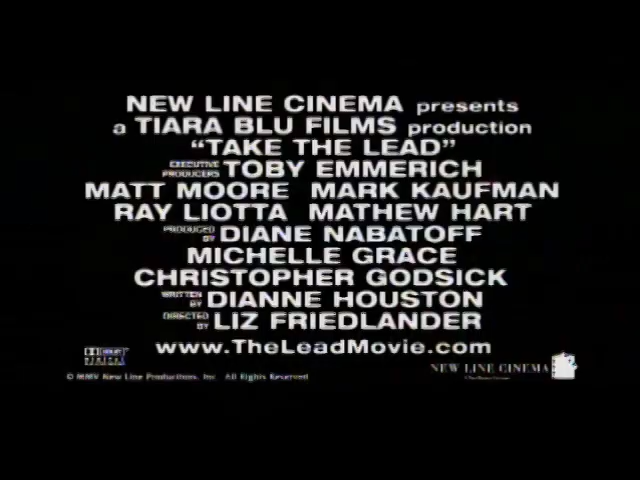 NEW LINE CINEMA presents
a TIARA BLU FILMS production
"TAKE THE LEAD"
EXECUTIVE PRODUCERS TOBY EMMERICH
MATT MOORE MARK KAUFMAN
RAY LIOTTA MATHEW HART
PRODUCED BY DIANE NABATOFF
MICHELLE GRACE
CHRISTOPHER GODSICK
WRITTEN BY DIANNE HOUSTON
DIRECTED BY LIZ FRIEDLANDER
www.TheLeadMovie.com
DOLBY DIGITAL
NEW LINE CINEMA
© MMV New Line Productions, Inc. All Rights Reserved